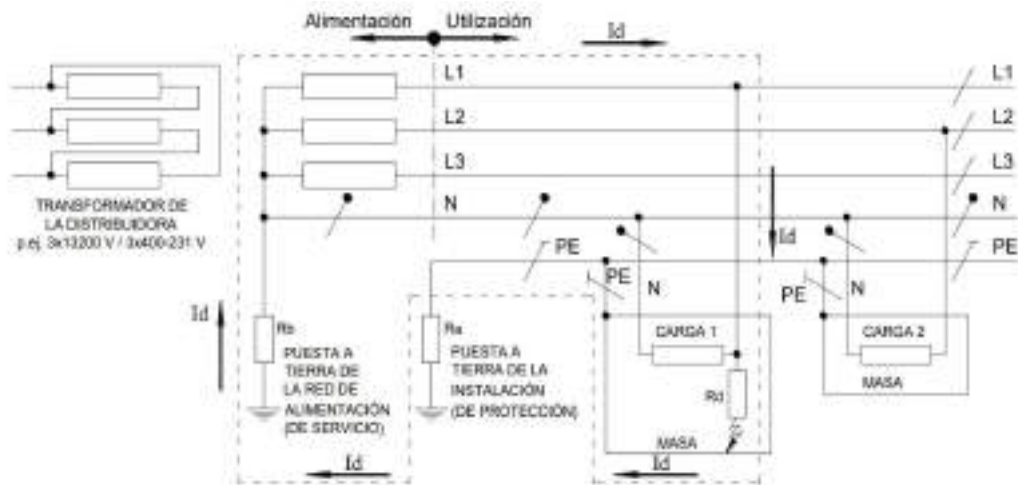 Alimentación
Utilización
Id
L1
L1
L2
L2
L3
L3
TRANSFORMADOR DE
LA DISTRIBUIDORA
p.ej. 3x13200 V / 3x400-231 V
N
N
Id
PE
PE
PE
N
PE
N
Id
Rb
PUESTA A
TIERRA DE
LA RED DE
ALIMENTACIÓN
(DE SERVICIO)
Ra
PUESTA A
TIERRA DE LA
INSTALACIÓN
(DE PROTECCIÓN)
CARGA 1
Rd
MASA
CARGA 2
MASA
Id
Id